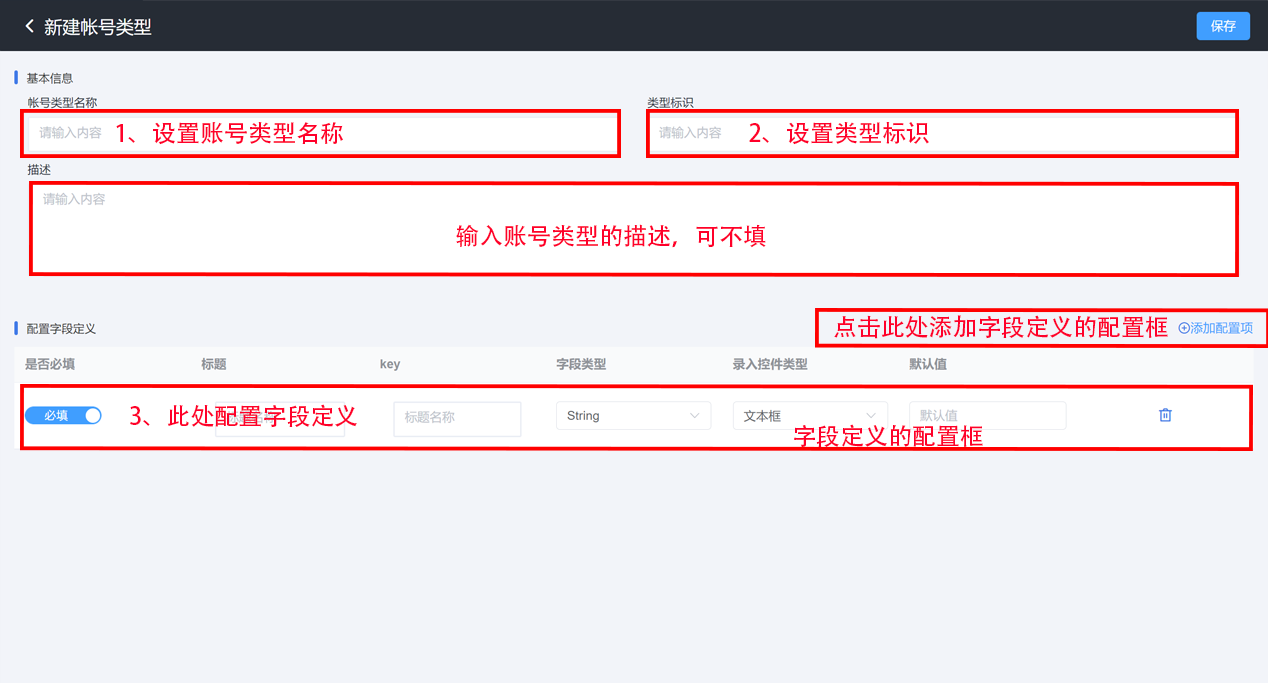 新建帐号类型
保存
基本信息
帐号类型名称
类型标识
请输入内容
1、设置账号类型名称
请输入内容
2、设置类型标识
描述
请输入内容
输入账号类型的描述，可不填
配置字段定义
点击此处添加字段定义的配置框
添加配置项
是否必填 标题 key 字段类型 录入控件类型 默认值
必填
3、此处配置字段定义
标题名称
String
文本框
默认值
字段定义的配置框